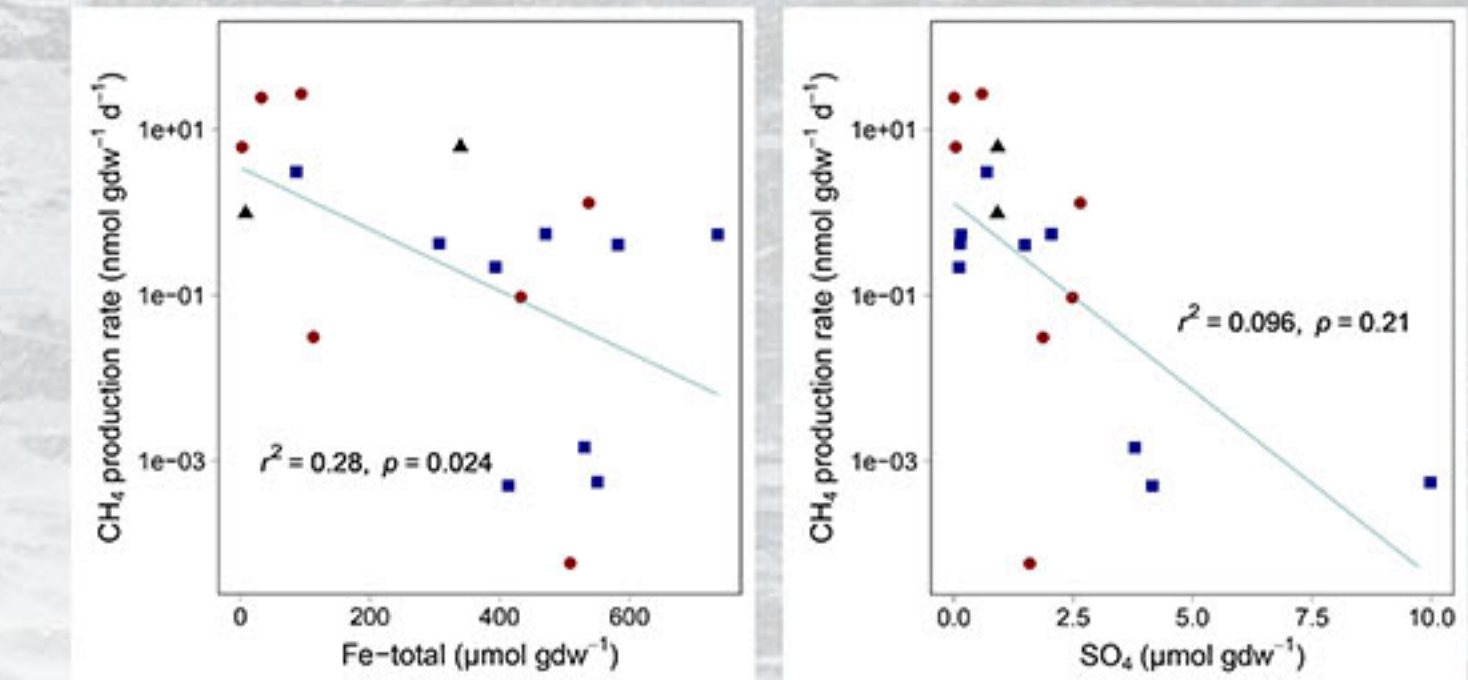 CH₄ production rate (nmol gdw⁻¹ d⁻¹)
1e+01
1e−01
1e−03
r² = 0.28, ρ = 0.024
0 200 400 600
Fe−total (μmol gdw⁻¹)
CH₄ production rate (nmol gdw⁻¹ d⁻¹)
1e+01
1e−01
1e−03
r² = 0.096, ρ = 0.21
0.0 2.5 5.0 7.5 10.0
SO₄ (μmol gdw⁻¹)